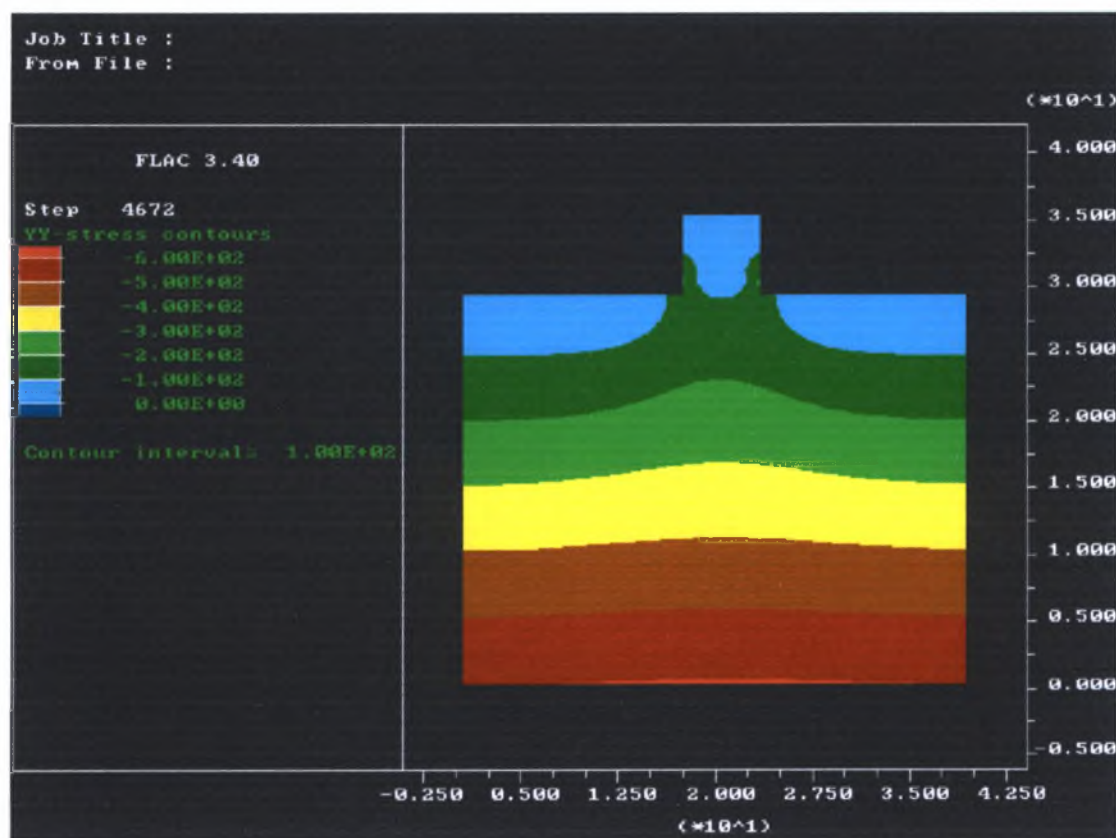 Job Title :
From File :
(*10^1)
FLAC 3.40
Step 4672
YY-stress contours
-6.00E+02
-5.00E+02
-4.00E+02
-3.00E+02
-2.00E+02
-1.00E+02
0.00E+00
Contour interval= 1.00E+02
4.000
3.500
3.000
2.500
2.000
1.500
1.000
0.500
0.000
-0.500
-0.250 0.500 1.250 2.000 2.750 3.500 4.250
(*10^1)